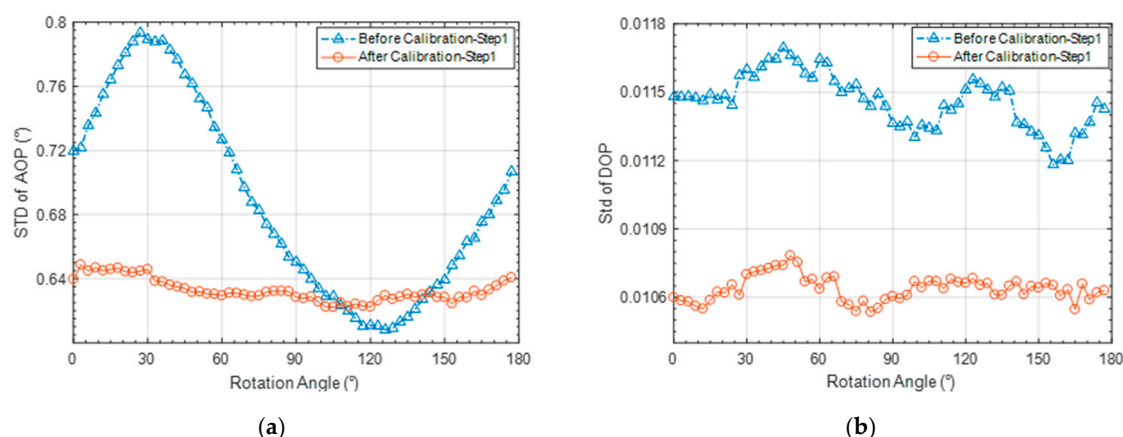 0.8
0.76
0.72
0.68
0.64
STD of AOP (°)
Before Calibration-Step1
After Calibration-Step1
0 30 60 90 120 150 180
Rotation Angle (°)
(a)
0.0118
0.0115
0.0112
0.0109
0.0106
Std of DOP
Before Calibration-Step1
After Calibration-Step1
0 30 60 90 120 150 180
Rotation Angle (°)
(b)